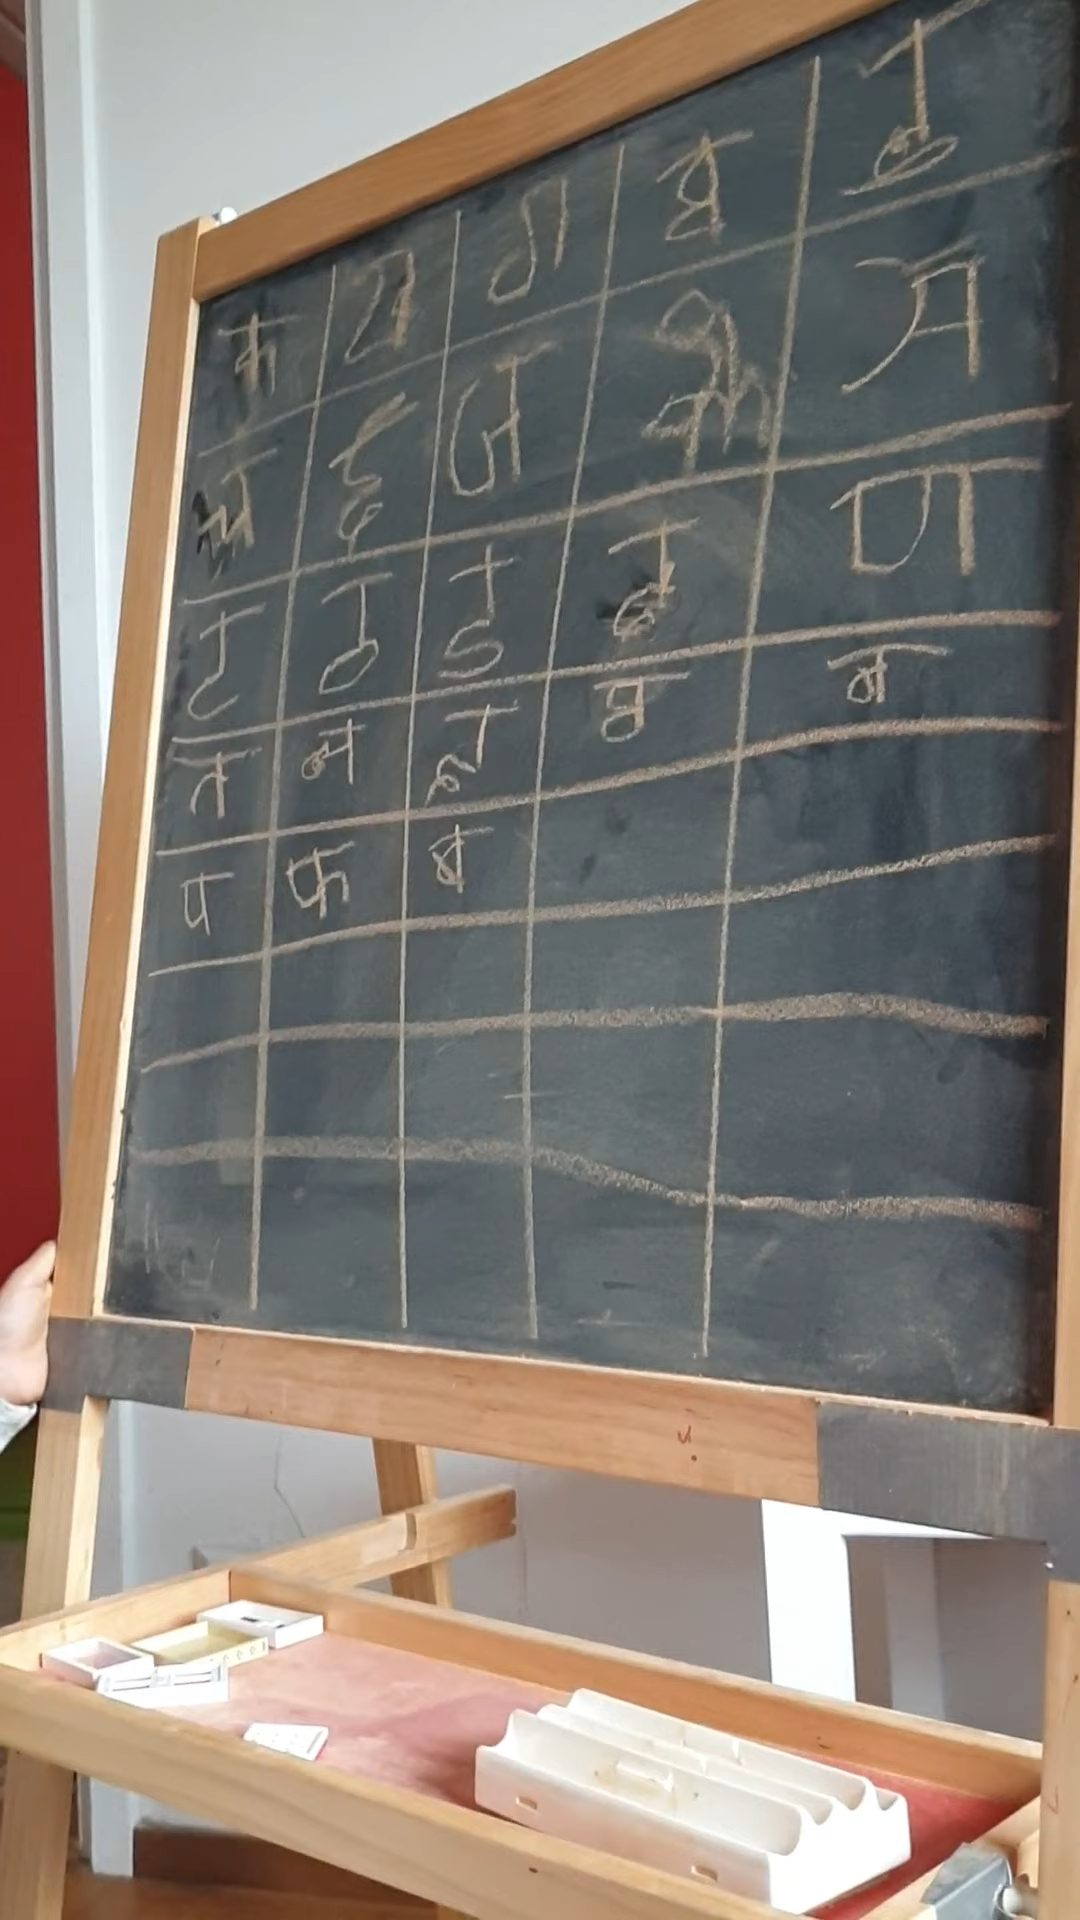 क ख ग घ ङ
च छ ज झ ञ
ट ठ ड ढ ण
त थ द ध न
प फ ब